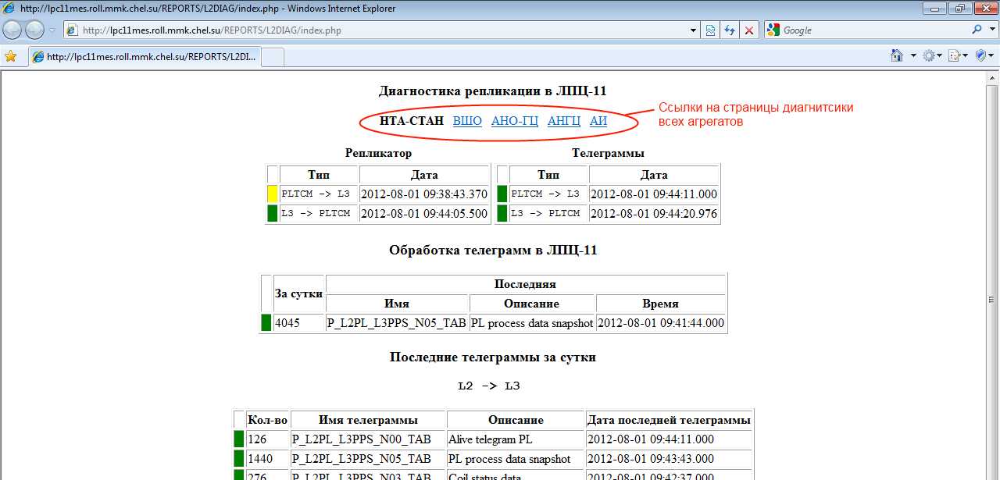 http://lpc11mes.roll.mmk.chel.su/REPORTS/L2DIAG/index.php - Windows Internet Explorer
http://lpc11mes.roll.mmk.chel.su/REPORTS/L2DIAG/index.php
Google
http://lpc11mes.roll.mmk.chel.su/REPORTS/L2DI...
Диагностика репликации в ЛПЦ-11
НТА-СТАН ВШО АНО-ГЦ АНГЦ АИ
Ссылки на страницы диагнитсики
всех агрегатов
Репликатор
Тип Дата
PLTCM -> L3 2012-08-01 09:38:43.370
L3 -> PLTCM 2012-08-01 09:44:05.500
Телеграммы
Тип Дата
PLTCM -> L3 2012-08-01 09:44:11.000
L3 -> PLTCM 2012-08-01 09:44:20.976
Обработка телеграмм в ЛПЦ-11
За сутки Последняя
Имя Описание Время
4045 P_L2PL_L3PPS_N05_TAB PL process data snapshot 2012-08-01 09:41:44.000
Последние телеграммы за сутки
L2 -> L3
Кол-во Имя телеграммы Описание Дата последней телеграммы
126 P_L2PL_L3PPS_N00_TAB Alive telegram PL 2012-08-01 09:44:11.000
1440 P_L2PL_L3PPS_N05_TAB PL process data snapshot 2012-08-01 09:43:43.000
276 P_L2PL_L3PPS_N03_TAB Coil status data 2012-08-01 09:42:37.000